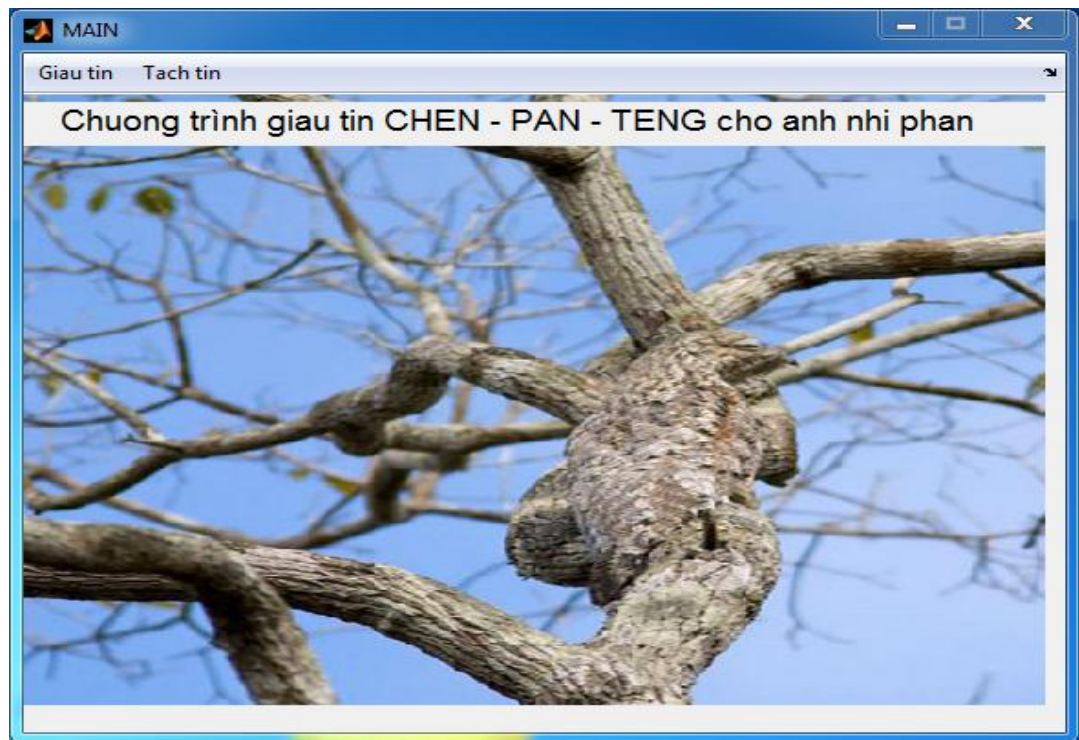 MAIN
Giau tin Tach tin
Chuong trình giau tin CHEN - PAN - TENG cho anh nhi phan